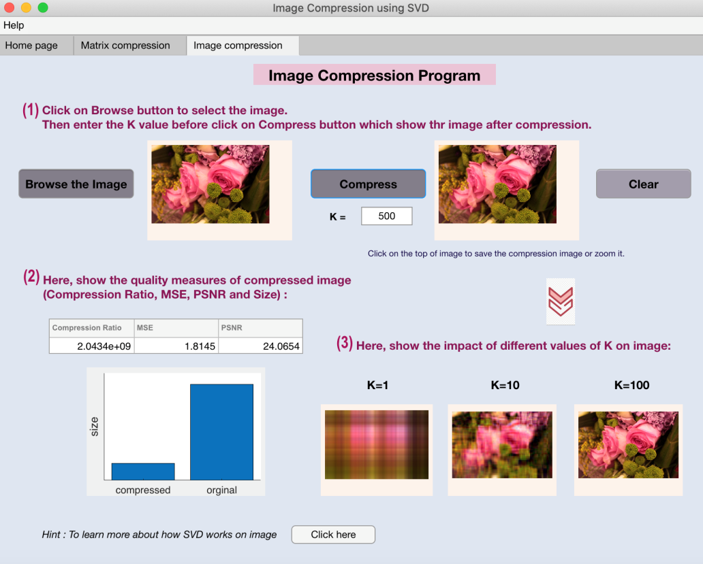 Image Compression using SVD
Help
Home page
Matrix compression
Image compression
Image Compression Program
(1) Click on Browse button to select the image.
Then enter the K value before click on Compress button which show thr image after compression.
Browse the Image
Compress
Clear
K =
500
Click on the top of image to save the compression image or zoom it.
(2) Here, show the quality measures of compressed image
(Compression Ratio, MSE, PSNR and Size) :
Compression Ratio MSE PSNR
2.0434e+09 1.8145 24.0654
size
compressed orginal
(3) Here, show the impact of different values of K on image:
K=1 K=10 K=100
Hint : To learn more about how SVD works on image
Click here